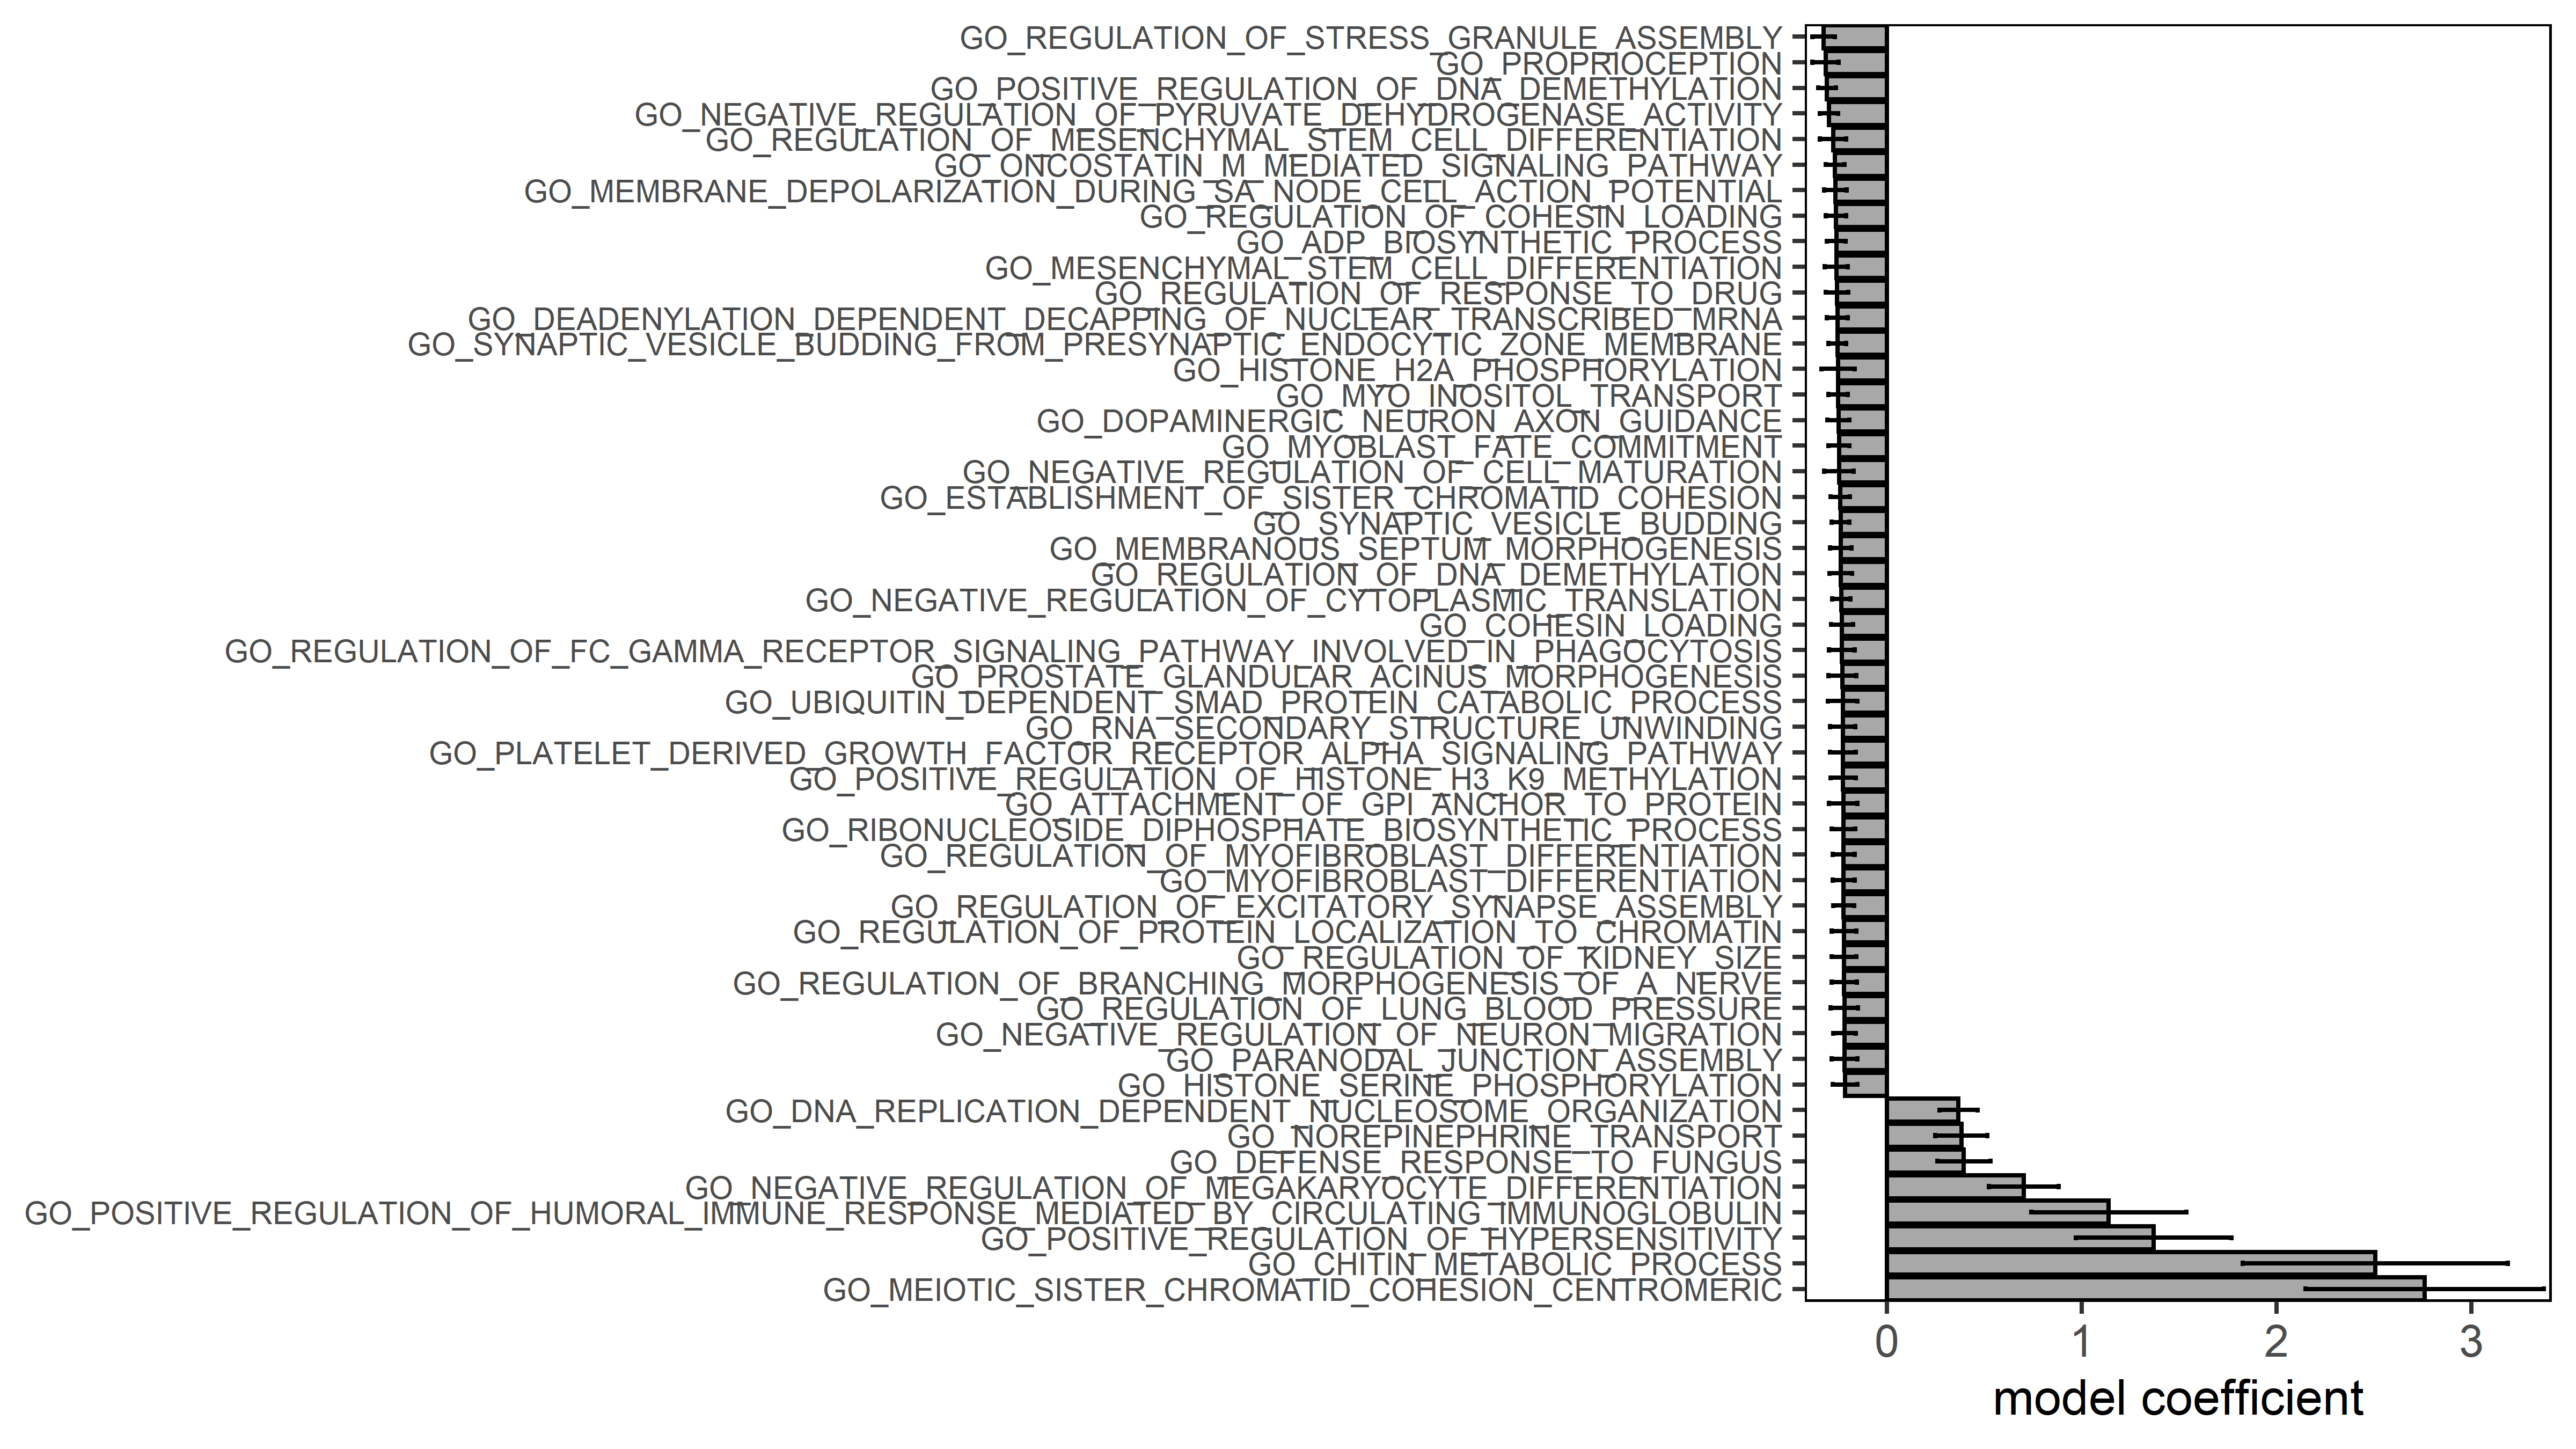 GO_REGULATION_OF_STRESS_GRANULE_ASSEMBLY
GO_PROPRIOCEPTION
GO_POSITIVE_REGULATION_OF_DNA_DEMETHYLATION
GO_NEGATIVE_REGULATION_OF_PYRUVATE_DEHYDROGENASE_ACTIVITY
GO_REGULATION_OF_MESENCHYMAL_STEM_CELL_DIFFERENTIATION
GO_ONCOSTATIN_M_MEDIATED_SIGNALING_PATHWAY
GO_MEMBRANE_DEPOLARIZATION_DURING_SA_NODE_CELL_ACTION_POTENTIAL
GO_REGULATION_OF_COHESIN_LOADING
GO_ADP_BIOSYNTHETIC_PROCESS
GO_MESENCHYMAL_STEM_CELL_DIFFERENTIATION
GO_REGULATION_OF_RESPONSE_TO_DRUG
GO_DEADENYLATION_DEPENDENT_DECAPPING_OF_NUCLEAR_TRANSCRIBED_MRNA
GO_SYNAPTIC_VESICLE_BUDDING_FROM_PRESYNAPTIC_ENDOCYTIC_ZONE_MEMBRANE
GO_HISTONE_H2A_PHOSPHORYLATION
GO_MYO_INOSITOL_TRANSPORT
GO_DOPAMINERGIC_NEURON_AXON_GUIDANCE
GO_MYOBLAST_FATE_COMMITMENT
GO_NEGATIVE_REGULATION_OF_CELL_MATURATION
GO_ESTABLISHMENT_OF_SISTER_CHROMATID_COHESION
GO_SYNAPTIC_VESICLE_BUDDING
GO_MEMBRANOUS_SEPTUM_MORPHOGENESIS
GO_REGULATION_OF_DNA_DEMETHYLATION
GO_NEGATIVE_REGULATION_OF_CYTOPLASMIC_TRANSLATION
GO_COHESIN_LOADING
GO_REGULATION_OF_FC_GAMMA_RECEPTOR_SIGNALING_PATHWAY_INVOLVED_IN_PHAGOCYTOSIS
GO_PROSTATE_GLANDULAR_ACINUS_MORPHOGENESIS
GO_UBIQUITIN_DEPENDENT_SMAD_PROTEIN_CATABOLIC_PROCESS
GO_RNA_SECONDARY_STRUCTURE_UNWINDING
GO_PLATELET_DERIVED_GROWTH_FACTOR_RECEPTOR_ALPHA_SIGNALING_PATHWAY
GO_POSITIVE_REGULATION_OF_HISTONE_H3_K9_METHYLATION
GO_ATTACHMENT_OF_GPI_ANCHOR_TO_PROTEIN
GO_RIBONUCLEOSIDE_DIPHOSPHATE_BIOSYNTHETIC_PROCESS
GO_REGULATION_OF_MYOFIBROBLAST_DIFFERENTIATION
GO_MYOFIBROBLAST_DIFFERENTIATION
GO_REGULATION_OF_EXCITATORY_SYNAPSE_ASSEMBLY
GO_REGULATION_OF_PROTEIN_LOCALIZATION_TO_CHROMATIN
GO_REGULATION_OF_KIDNEY_SIZE
GO_REGULATION_OF_BRANCHING_MORPHOGENESIS_OF_A_NERVE
GO_REGULATION_OF_LUNG_BLOOD_PRESSURE
GO_NEGATIVE_REGULATION_OF_NEURON_MIGRATION
GO_PARANODAL_JUNCTION_ASSEMBLY
GO_HISTONE_SERINE_PHOSPHORYLATION
GO_DNA_REPLICATION_DEPENDENT_NUCLEOSOME_ORGANIZATION
GO_NOREPINEPHRINE_TRANSPORT
GO_DEFENSE_RESPONSE_TO_FUNGUS
GO_NEGATIVE_REGULATION_OF_MEGAKARYOCYTE_DIFFERENTIATION
GO_POSITIVE_REGULATION_OF_HUMORAL_IMMUNE_RESPONSE_MEDIATED_BY_CIRCULATING_IMMUNOGLOBULIN
GO_POSITIVE_REGULATION_OF_HYPERSENSITIVITY
GO_CHITIN_METABOLIC_PROCESS
GO_MEIOTIC_SISTER_CHROMATID_COHESION_CENTROMERIC
0 1 2 3
model coefficient